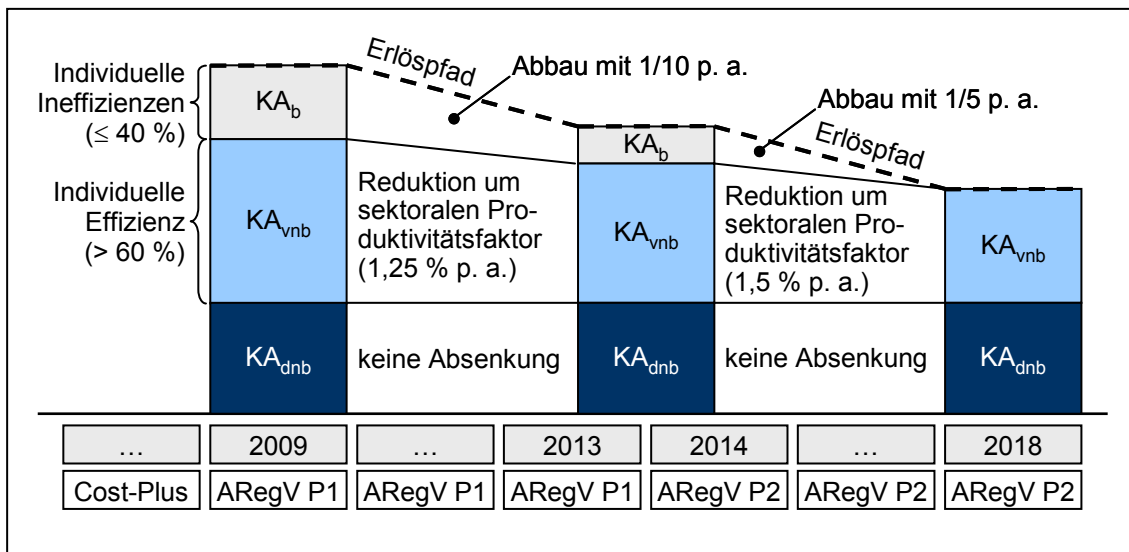 Individuelle
Ineffizienzen
(≤ 40 %)
Individuelle
Effizienz
(> 60 %)
KAb
KAvnb
KAdnb
Erlöspfad
Abbau mit 1/10 p. a.
Reduktion um
sektoralen Pro-
duktivitätsfaktor
(1,25 % p. a.)
keine Absenkung
KAb
KAvnb
KAdnb
Abbau mit 1/5 p. a.
Erlöspfad
Reduktion um
sektoralen Pro-
duktivitätsfaktor
(1,5 % p. a.)
keine Absenkung
KAvnb
KAdnb
… 2009 … 2013 2014 … 2018
Cost-Plus ARegV P1 ARegV P1 ARegV P1 ARegV P2 ARegV P2 ARegV P2